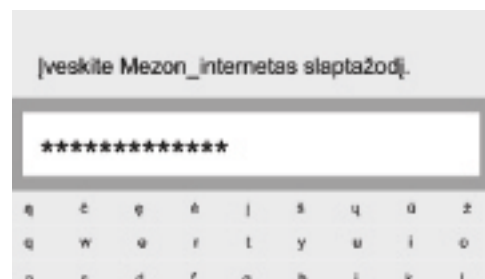 Įveskite Mezon_internetas slaptažodį.
*************
ą č ę ė į š ų ū ž
q w e r t y u i o
a s d f g h j k l